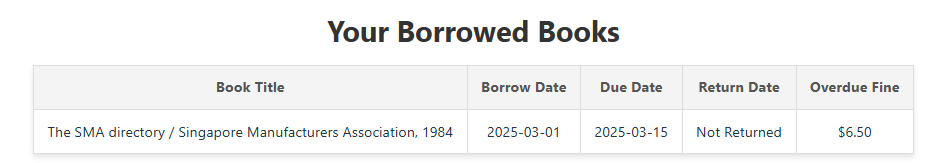 Your Borrowed Books
Book Title Borrow Date Due Date Return Date Overdue Fine
The SMA directory / Singapore Manufacturers Association, 1984 2025-03-01 2025-03-15 Not Returned $6.50